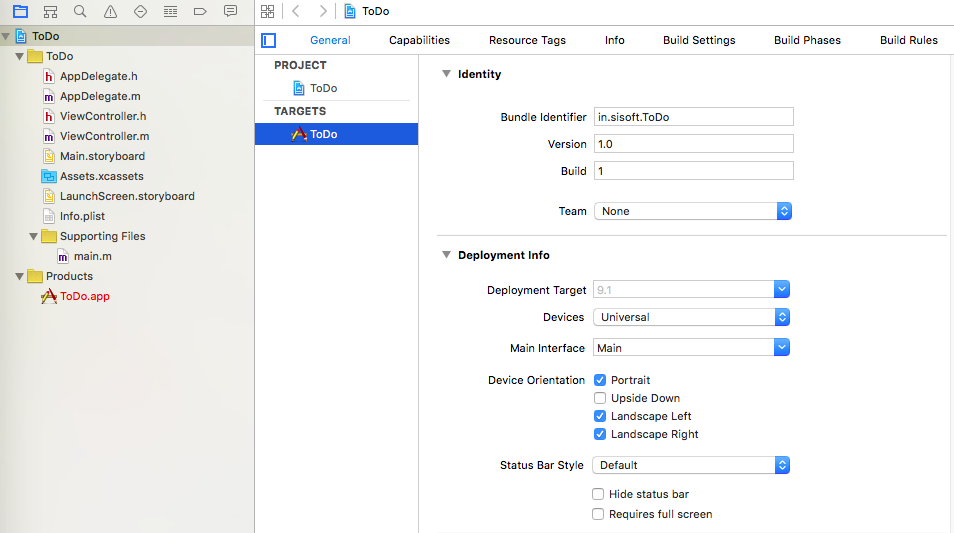 ToDo
ToDo
General Capabilities Resource Tags Info Build Settings Build Phases Build Rules
ToDo
AppDelegate.h
AppDelegate.m
ViewController.h
ViewController.m
Main.storyboard
Assets.xcassets
LaunchScreen.storyboard
Info.plist
Supporting Files
main.m
Products
ToDo.app
PROJECT
ToDo
TARGETS
ToDo
Identity
Bundle Identifier in.sisoft.ToDo
Version 1.0
Build 1
Team None
Deployment Info
Deployment Target 9.1
Devices Universal
Main Interface Main
Device Orientation Portrait
Upside Down
Landscape Left
Landscape Right
Status Bar Style Default
Hide status bar
Requires full screen